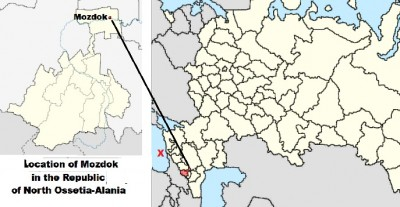 Mozdok
X
Location of Mozdok
in the Republic
of North Ossetia-Alania